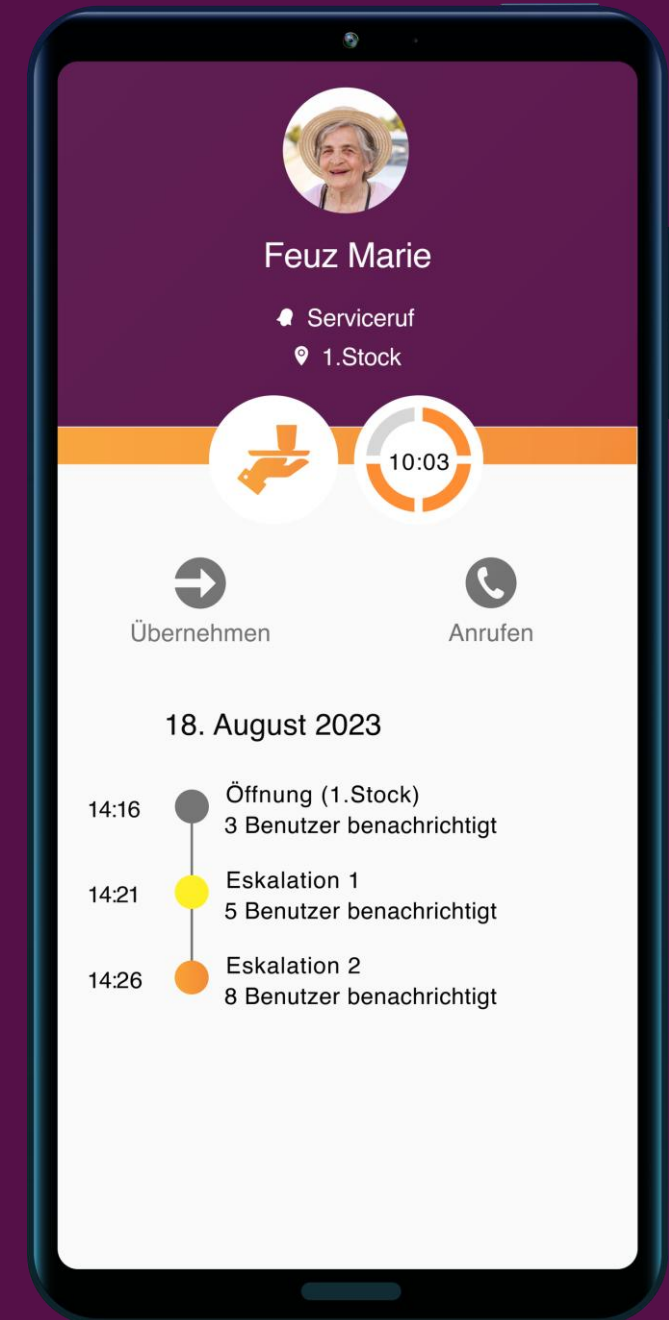 Feuz Marie
Serviceruf
1.Stock
10:03
Übernehmen
Anrufen
18. August 2023
14:16
Öffnung (1.Stock)
3 Benutzer benachrichtigt
14:21
Eskalation 1
5 Benutzer benachrichtigt
14:26
Eskalation 2
8 Benutzer benachrichtigt